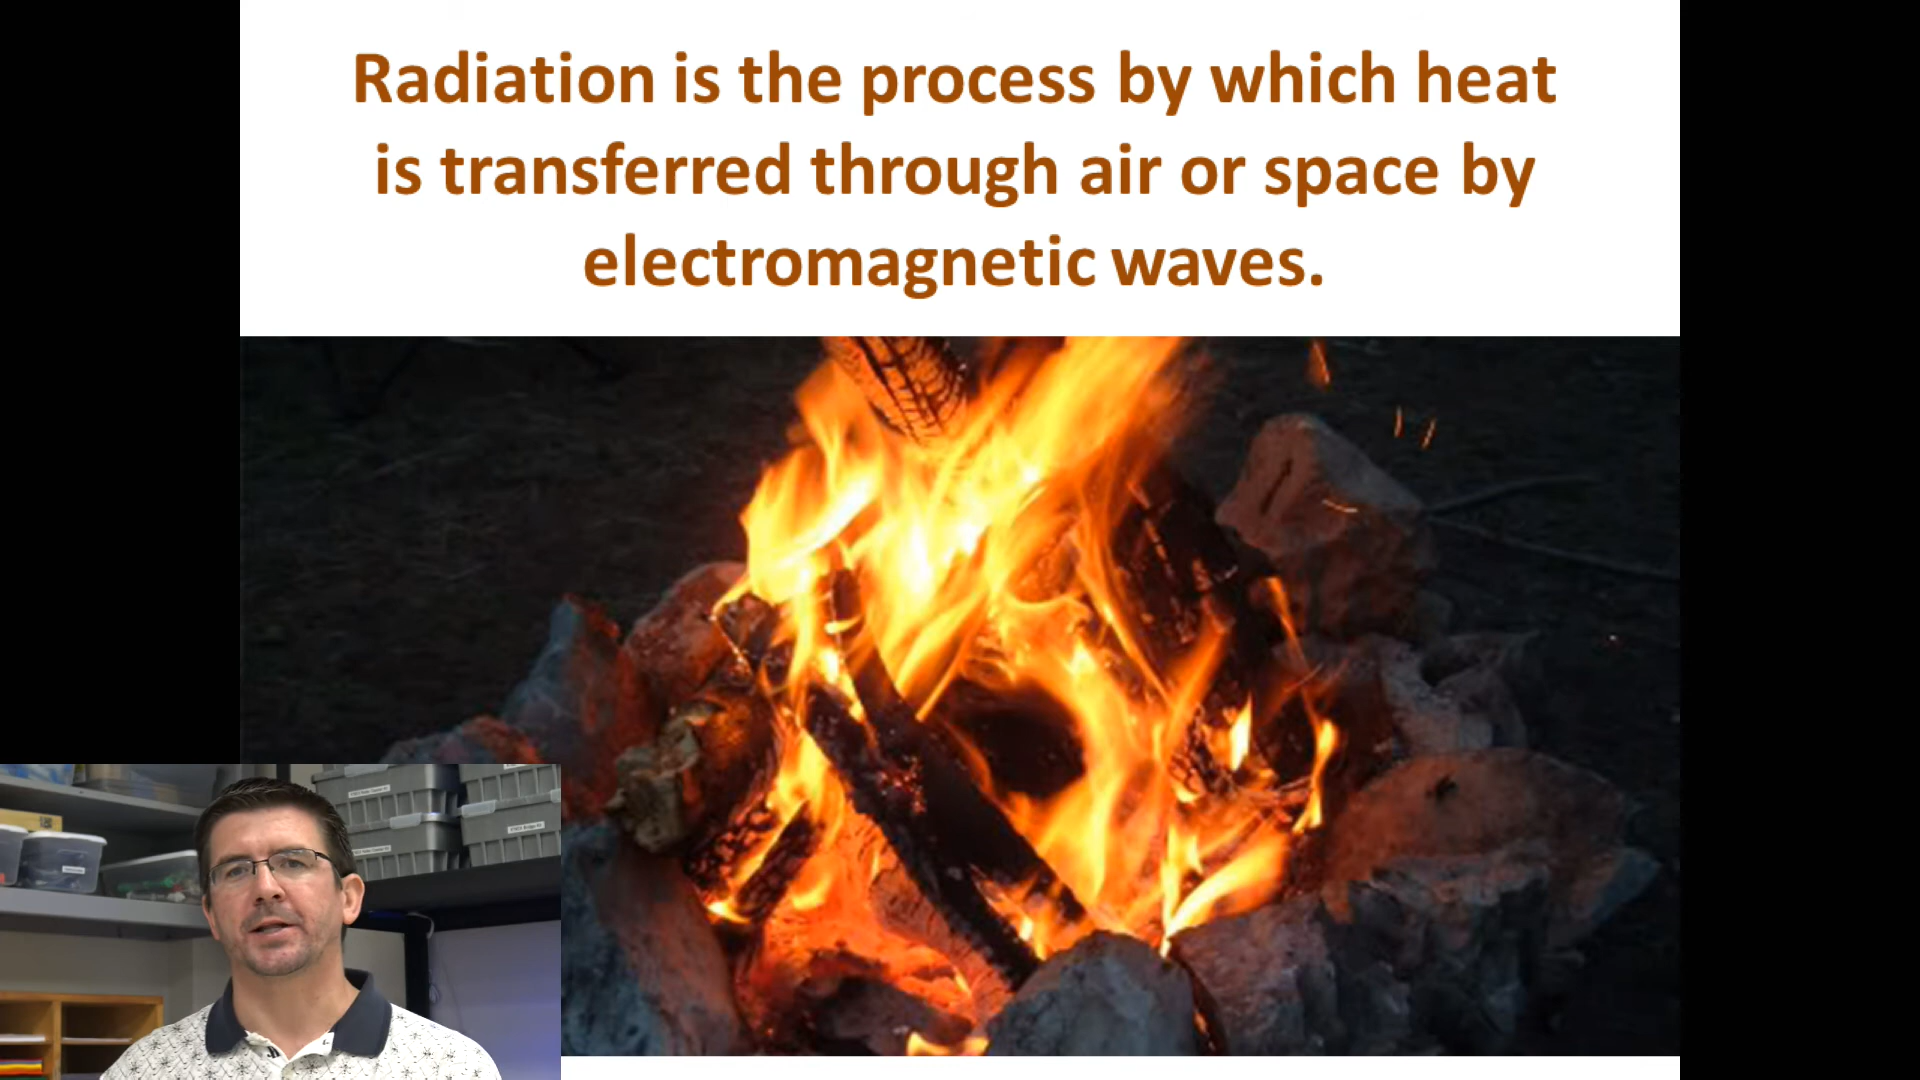 Radiation is the process by which heat
is transferred through air or space by
electromagnetic waves.